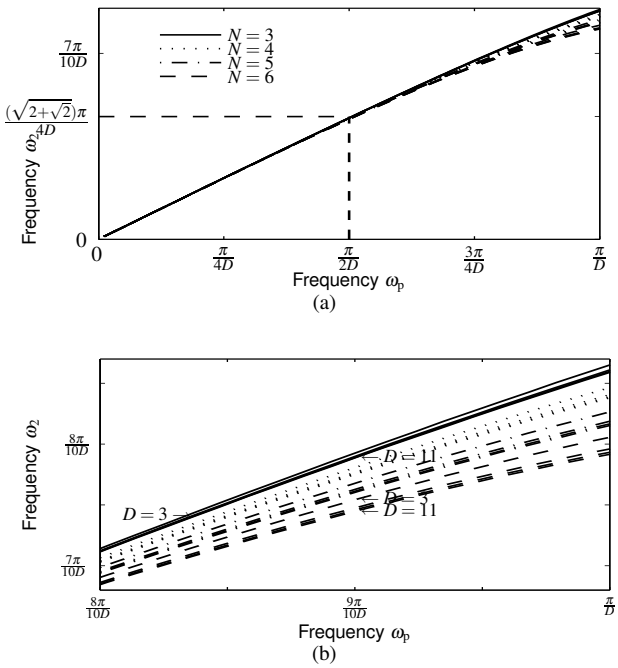 N = 3
N = 4
N = 5
N = 6
7π/10D
(√2+√2)π/4D
0
Frequency ω2
0
π/4D
π/2D
3π/4D
π/D
Frequency ωp
(a)
8π/10D
7π/10D
Frequency ω2
← D = 11
D = 3 →
← D = 3
← D = 11
8π/10D
9π/10D
π/D
Frequency ωp
(b)